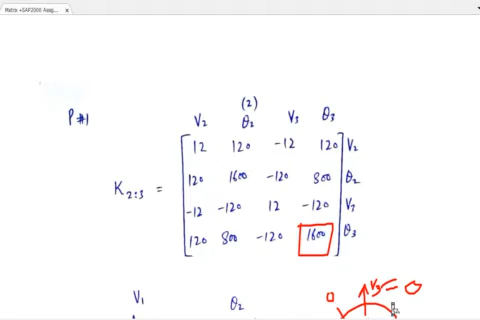 Matrix +SAP2000 Assig... ×
(2)
P#1 V₂ θ₂ V₃ θ₃
12 120 -12 120 V₂
120 1600 -120 800 θ₂
K₂:₃ =
-12 -120 12 -120 V₃
120 800 -120 1600 θ₃
0 V₃ = 0
V₁ θ₂